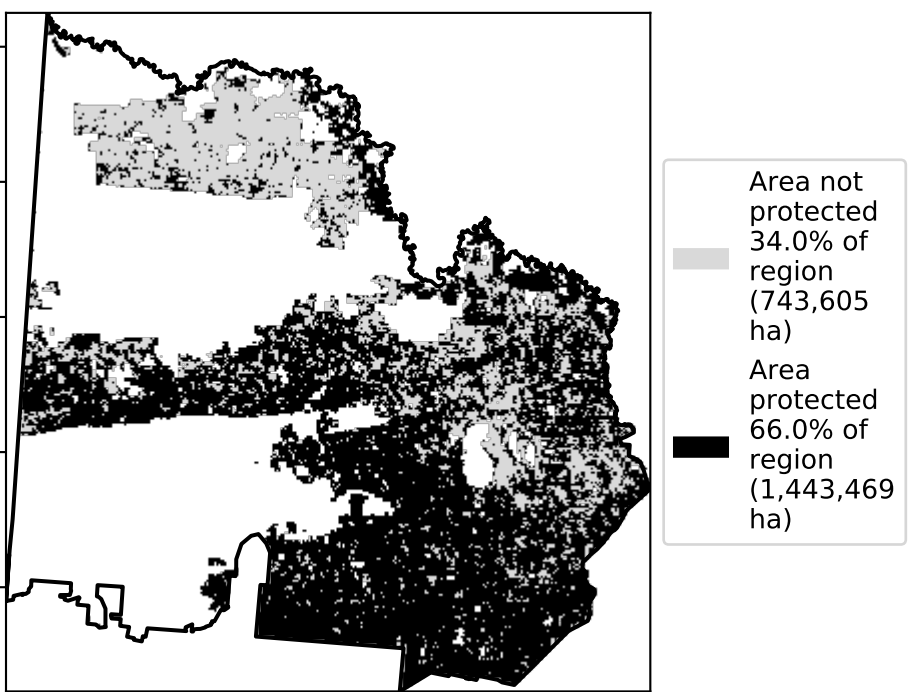 Area not
protected
34.0% of
region
(743,605
ha)
Area
protected
66.0% of
region
(1,443,469
ha)